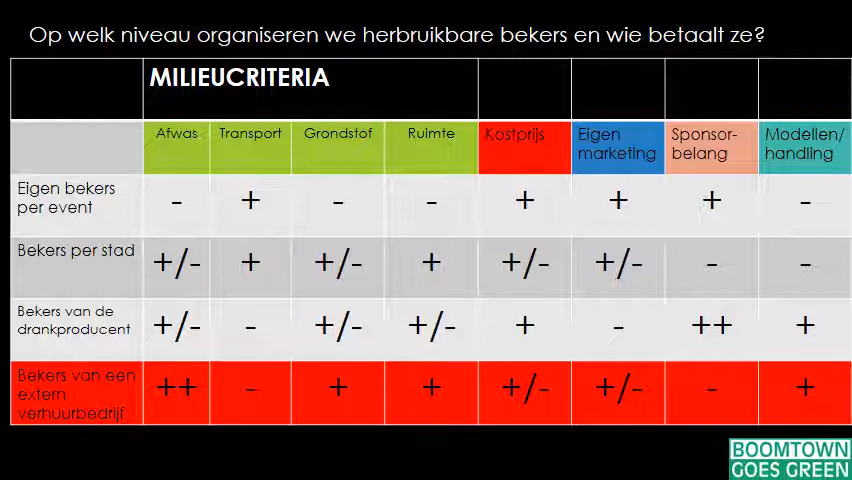 Op welk niveau organiseren we herbruikbare bekers en wie betaalt ze?
MILIEUCRITERIA
Afwas Transport Grondstof Ruimte Kostprijs Eigen marketing Sponsor-belang Modellen/handling
Eigen bekers per event - + - - + + + -
Bekers per stad +/- + +/- + +/- +/- - -
Bekers van de drankproducent +/- - +/- +/- + - ++ +
Bekers van een extern verhuurbedrijf ++ - + + +/- +/- - +
BOOMTOWN
GOES GREEN